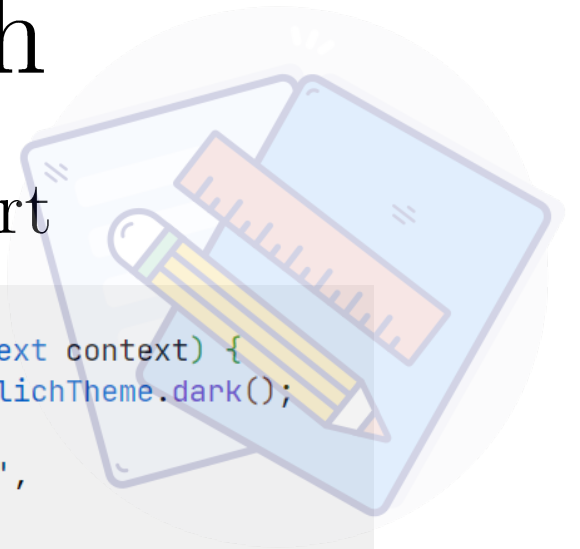 h
rt
ext context) {
lichTheme.dark();
',